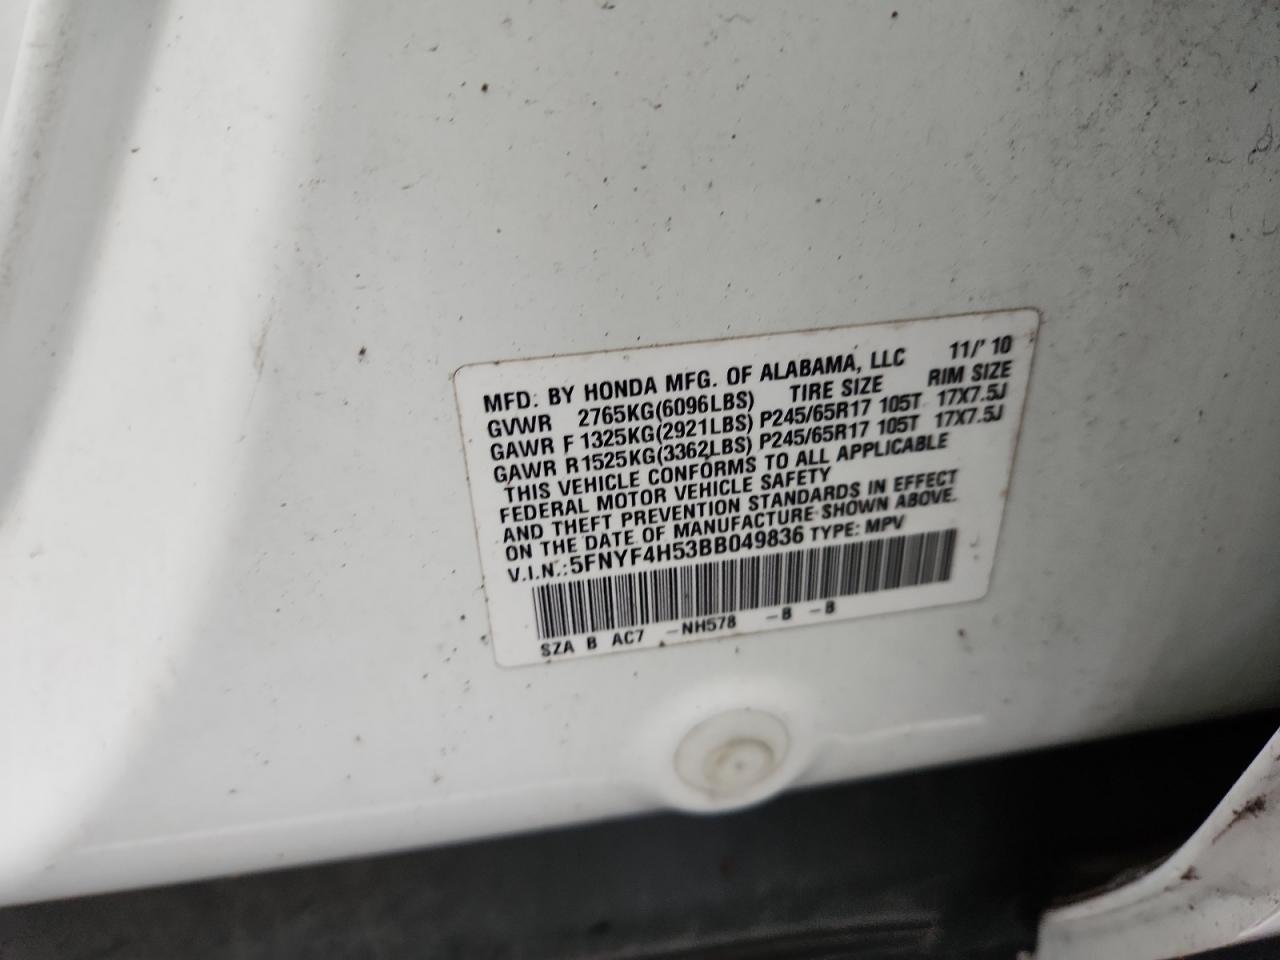 MFD. BY HONDA MFG. OF ALABAMA, LLC 11/' 10
GVWR 2765KG(6096LBS) TIRE SIZE RIM SIZE
GAWR F 1325KG(2921LBS) P245/65R17 105T 17X7.5J
GAWR R 1525KG(3362LBS) P245/65R17 105T 17X7.5J
THIS VEHICLE CONFORMS TO ALL APPLICABLE
FEDERAL MOTOR VEHICLE SAFETY
AND THEFT PREVENTION STANDARDS IN EFFECT
ON THE DATE OF MANUFACTURE SHOWN ABOVE.
V.I.N.:5FNYF4H53BB049836 TYPE: MPV
SZA B AC7 -NH578 -B -B